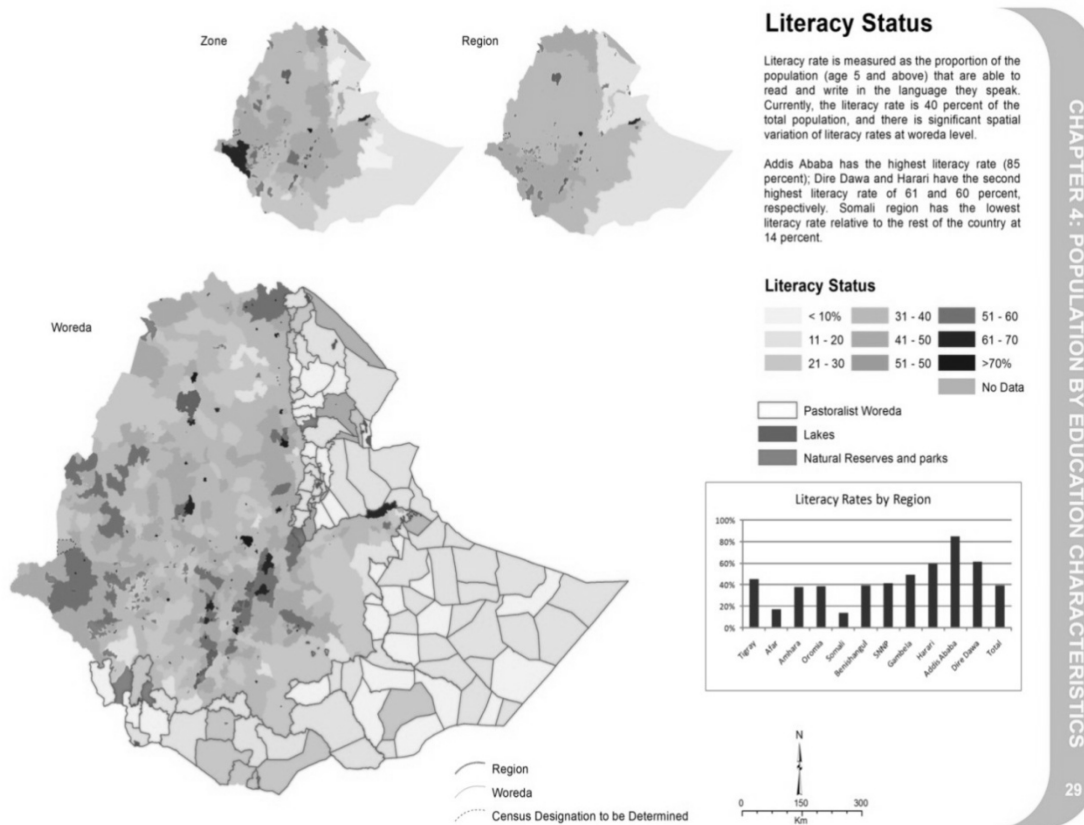 Zone
Region
Literacy Status
Literacy rate is measured as the proportion of the
population (age 5 and above) that are able to
read and write in the language they speak.
Currently, the literacy rate is 40 percent of the
total population, and there is significant spatial
variation of literacy rates at woreda level.
Addis Ababa has the highest literacy rate (85
percent); Dire Dawa and Harari have the second
highest literacy rate of 61 and 60 percent,
respectively. Somali region has the lowest
literacy rate relative to the rest of the country at
14 percent.
Woreda
Literacy Status
< 10% 31 - 40 51 - 60
11 - 20 41 - 50 61 - 70
21 - 30 51 - 50 >70%
No Data
Pastoralist Woreda
Lakes
Natural Reserves and parks
Literacy Rates by Region
100%
80%
60%
40%
20%
0%
Tigray Afar Amhara Oromia Somali Benishangul SNNP Gambela Harari Addis Ababa Dire Dawa Total
Region
Woreda
Census Designation to be Determined
N
0 150 300
Km
CHAPTER 4: POPULATION BY EDUCATION CHARACTERISTICS
29